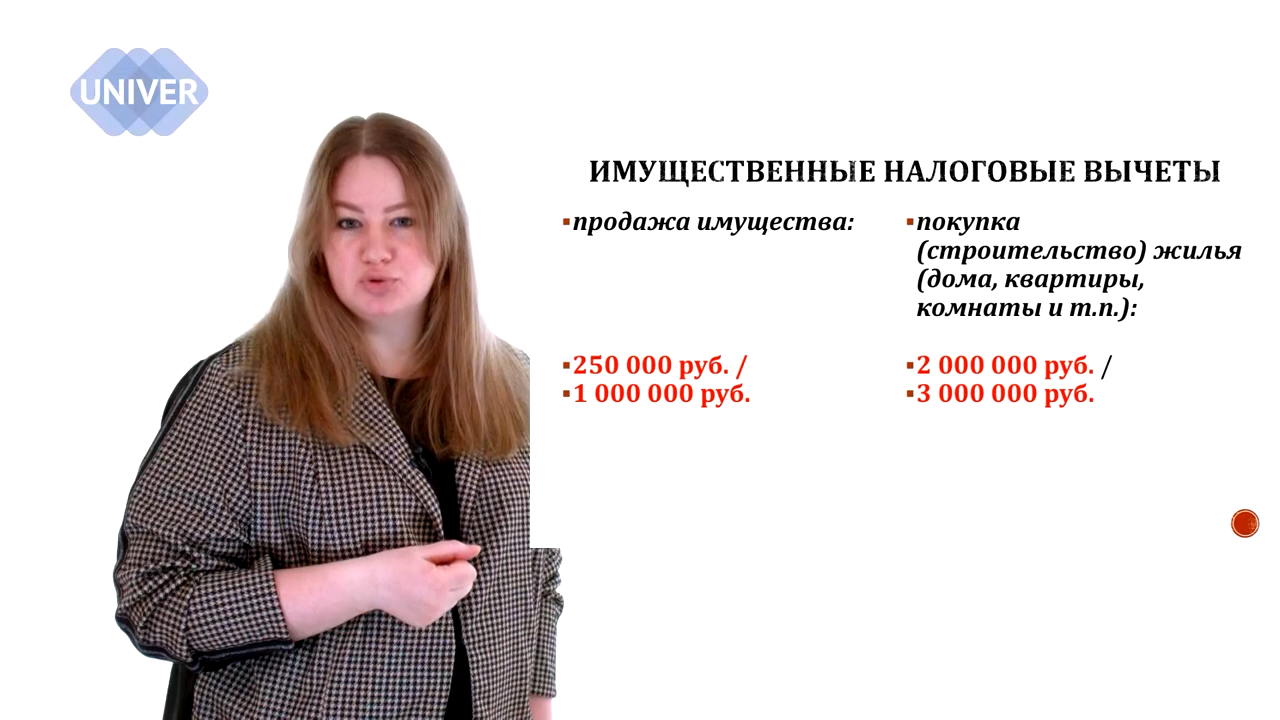 UNIVER
ИМУЩЕСТВЕННЫЕ НАЛОГОВЫЕ ВЫЧЕТЫ
▪продажа имущества:
▪250 000 руб. /
▪1 000 000 руб.
▪покупка
(строительство) жилья
(дома, квартиры,
комнаты и т.п.):
▪2 000 000 руб. /
▪3 000 000 руб.